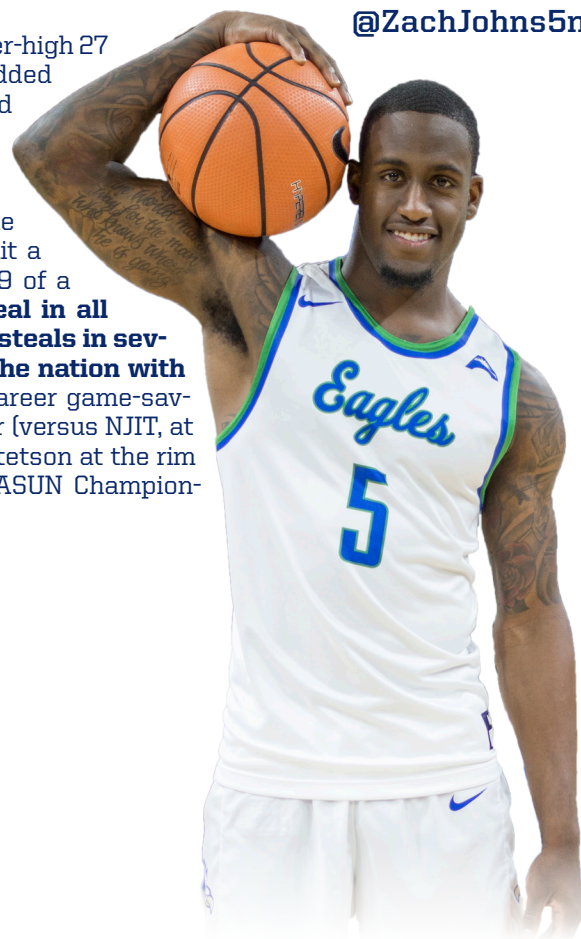 @ZachJohns5n
er-high 27
dded
d
e
it a
9 of a
eal in all
steals in sev-
he nation with
areer game-sav-
r (versus NJIT, at
tetson at the rim
ASUN Champion-
Eagles
5